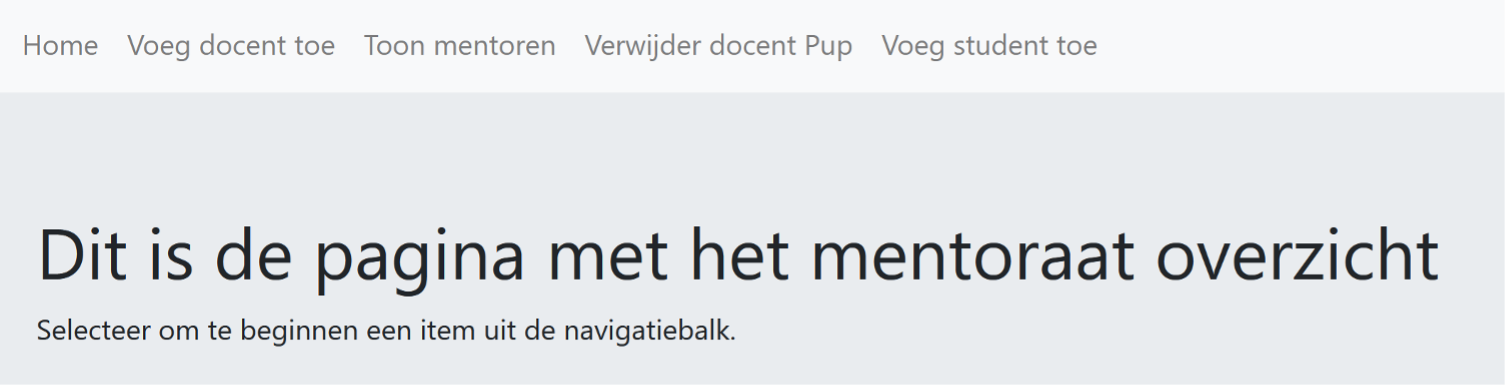 Home Voeg docent toe Toon mentoren Verwijder docent Pup Voeg student toe
Dit is de pagina met het mentoraat overzicht
Selecteer om te beginnen een item uit de navigatiebalk.